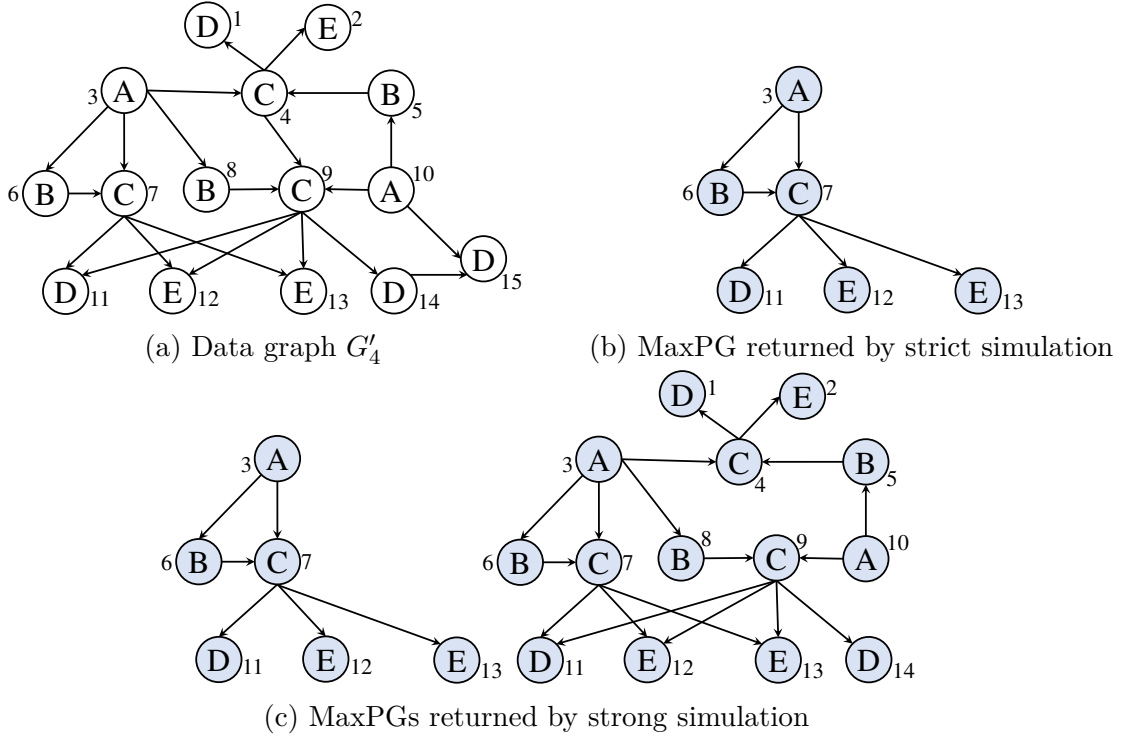 D 1 E 2
3 A C 4 B 5
6 B C 7 B 8 C 9 A 10
D 11 E 12 E 13 D 14 D 15
(a) Data graph G′4
3 A
6 B C 7
D 11 E 12 E 13
(b) MaxPG returned by strict simulation
3 A
6 B C 7
D 11 E 12 E 13
D 1 E 2
3 A C 4 B 5
6 B C 7 B 8 C 9 A 10
D 11 E 12 E 13 D 14
(c) MaxPGs returned by strong simulation